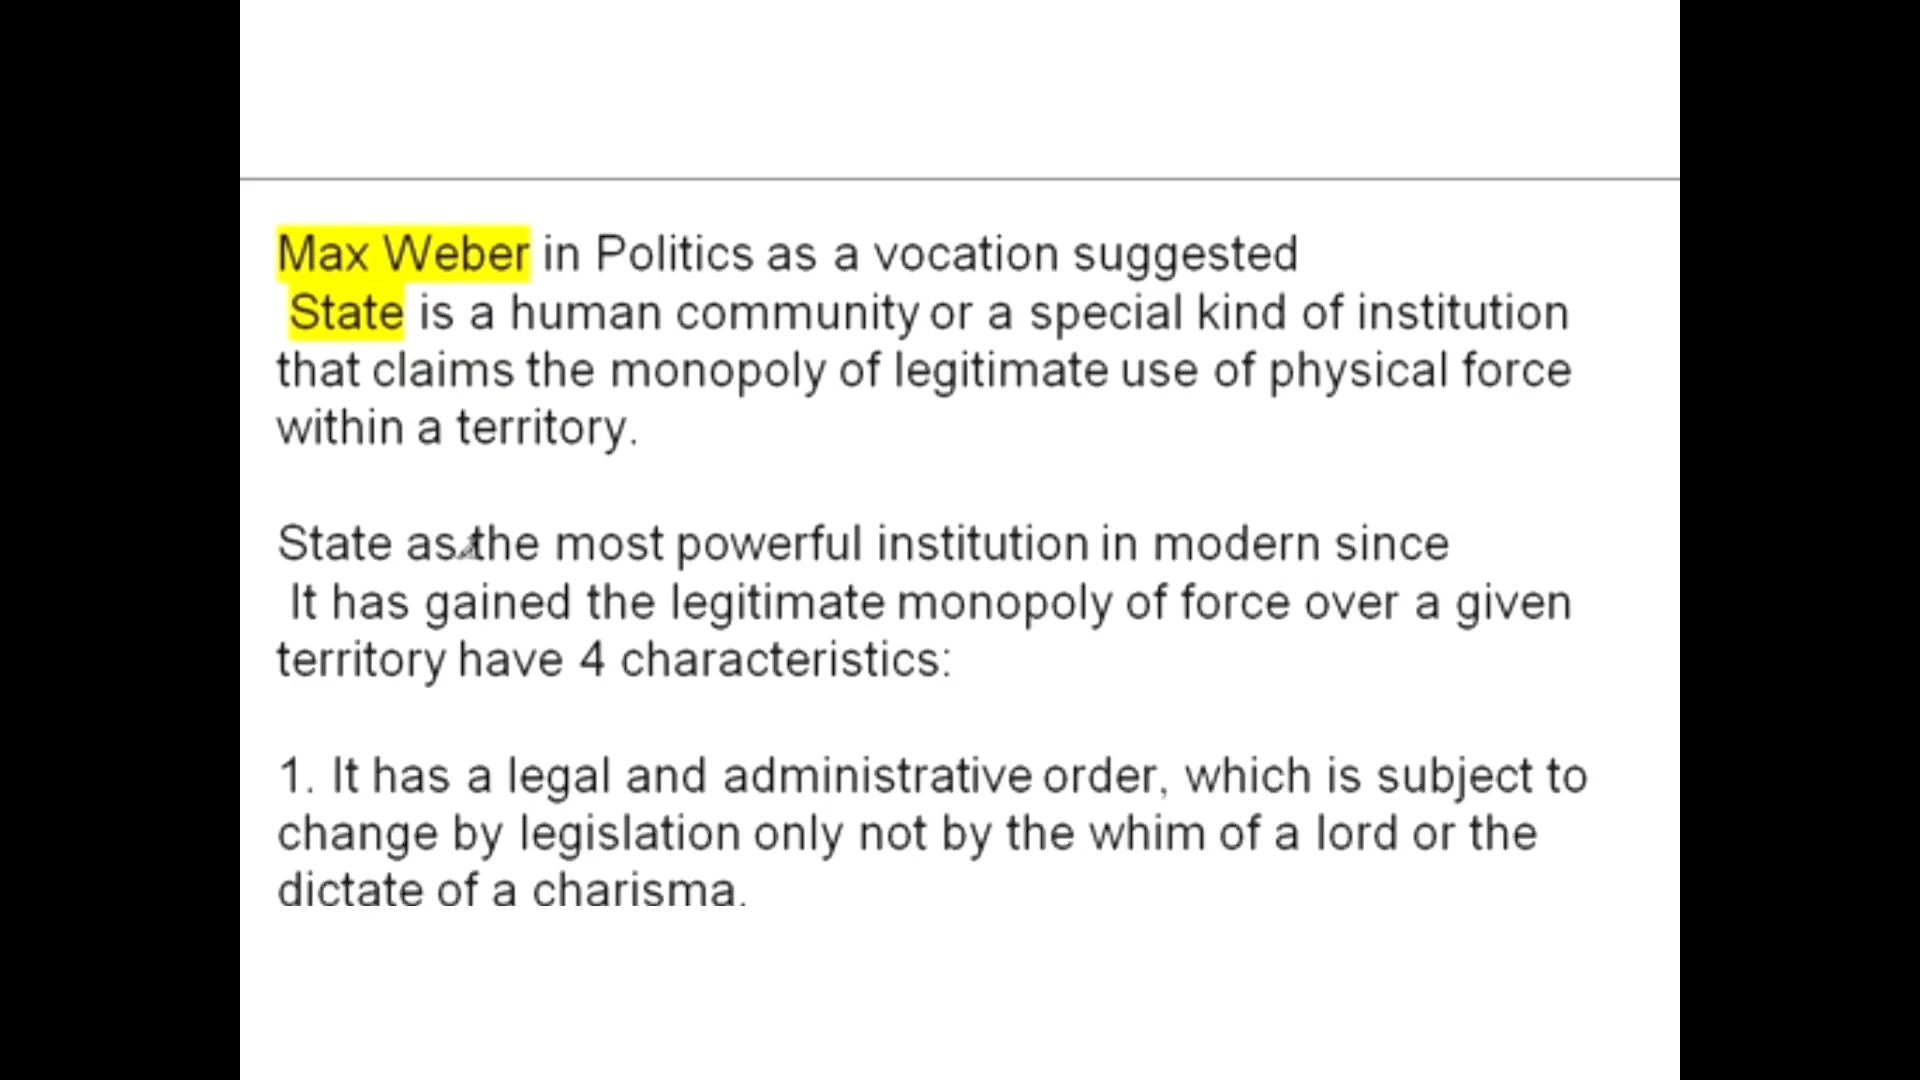 Max Weber in Politics as a vocation suggested
State is a human community or a special kind of institution
that claims the monopoly of legitimate use of physical force
within a territory.
State as the most powerful institution in modern since
It has gained the legitimate monopoly of force over a given
territory have 4 characteristics:
1. It has a legal and administrative order, which is subject to
change by legislation only not by the whim of a lord or the
dictate of a charisma.